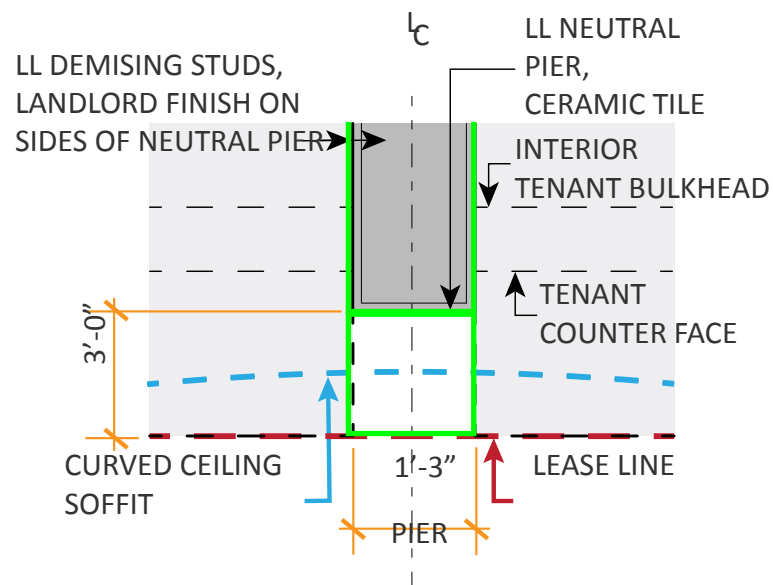 LC
LL NEUTRAL
PIER,
CERAMIC TILE
LL DEMISING STUDS,
LANDLORD FINISH ON
SIDES OF NEUTRAL PIER
INTERIOR
TENANT BULKHEAD
TENANT
COUNTER FACE
3’-0”
CURVED CEILING
SOFFIT
1’-3”
LEASE LINE
PIER